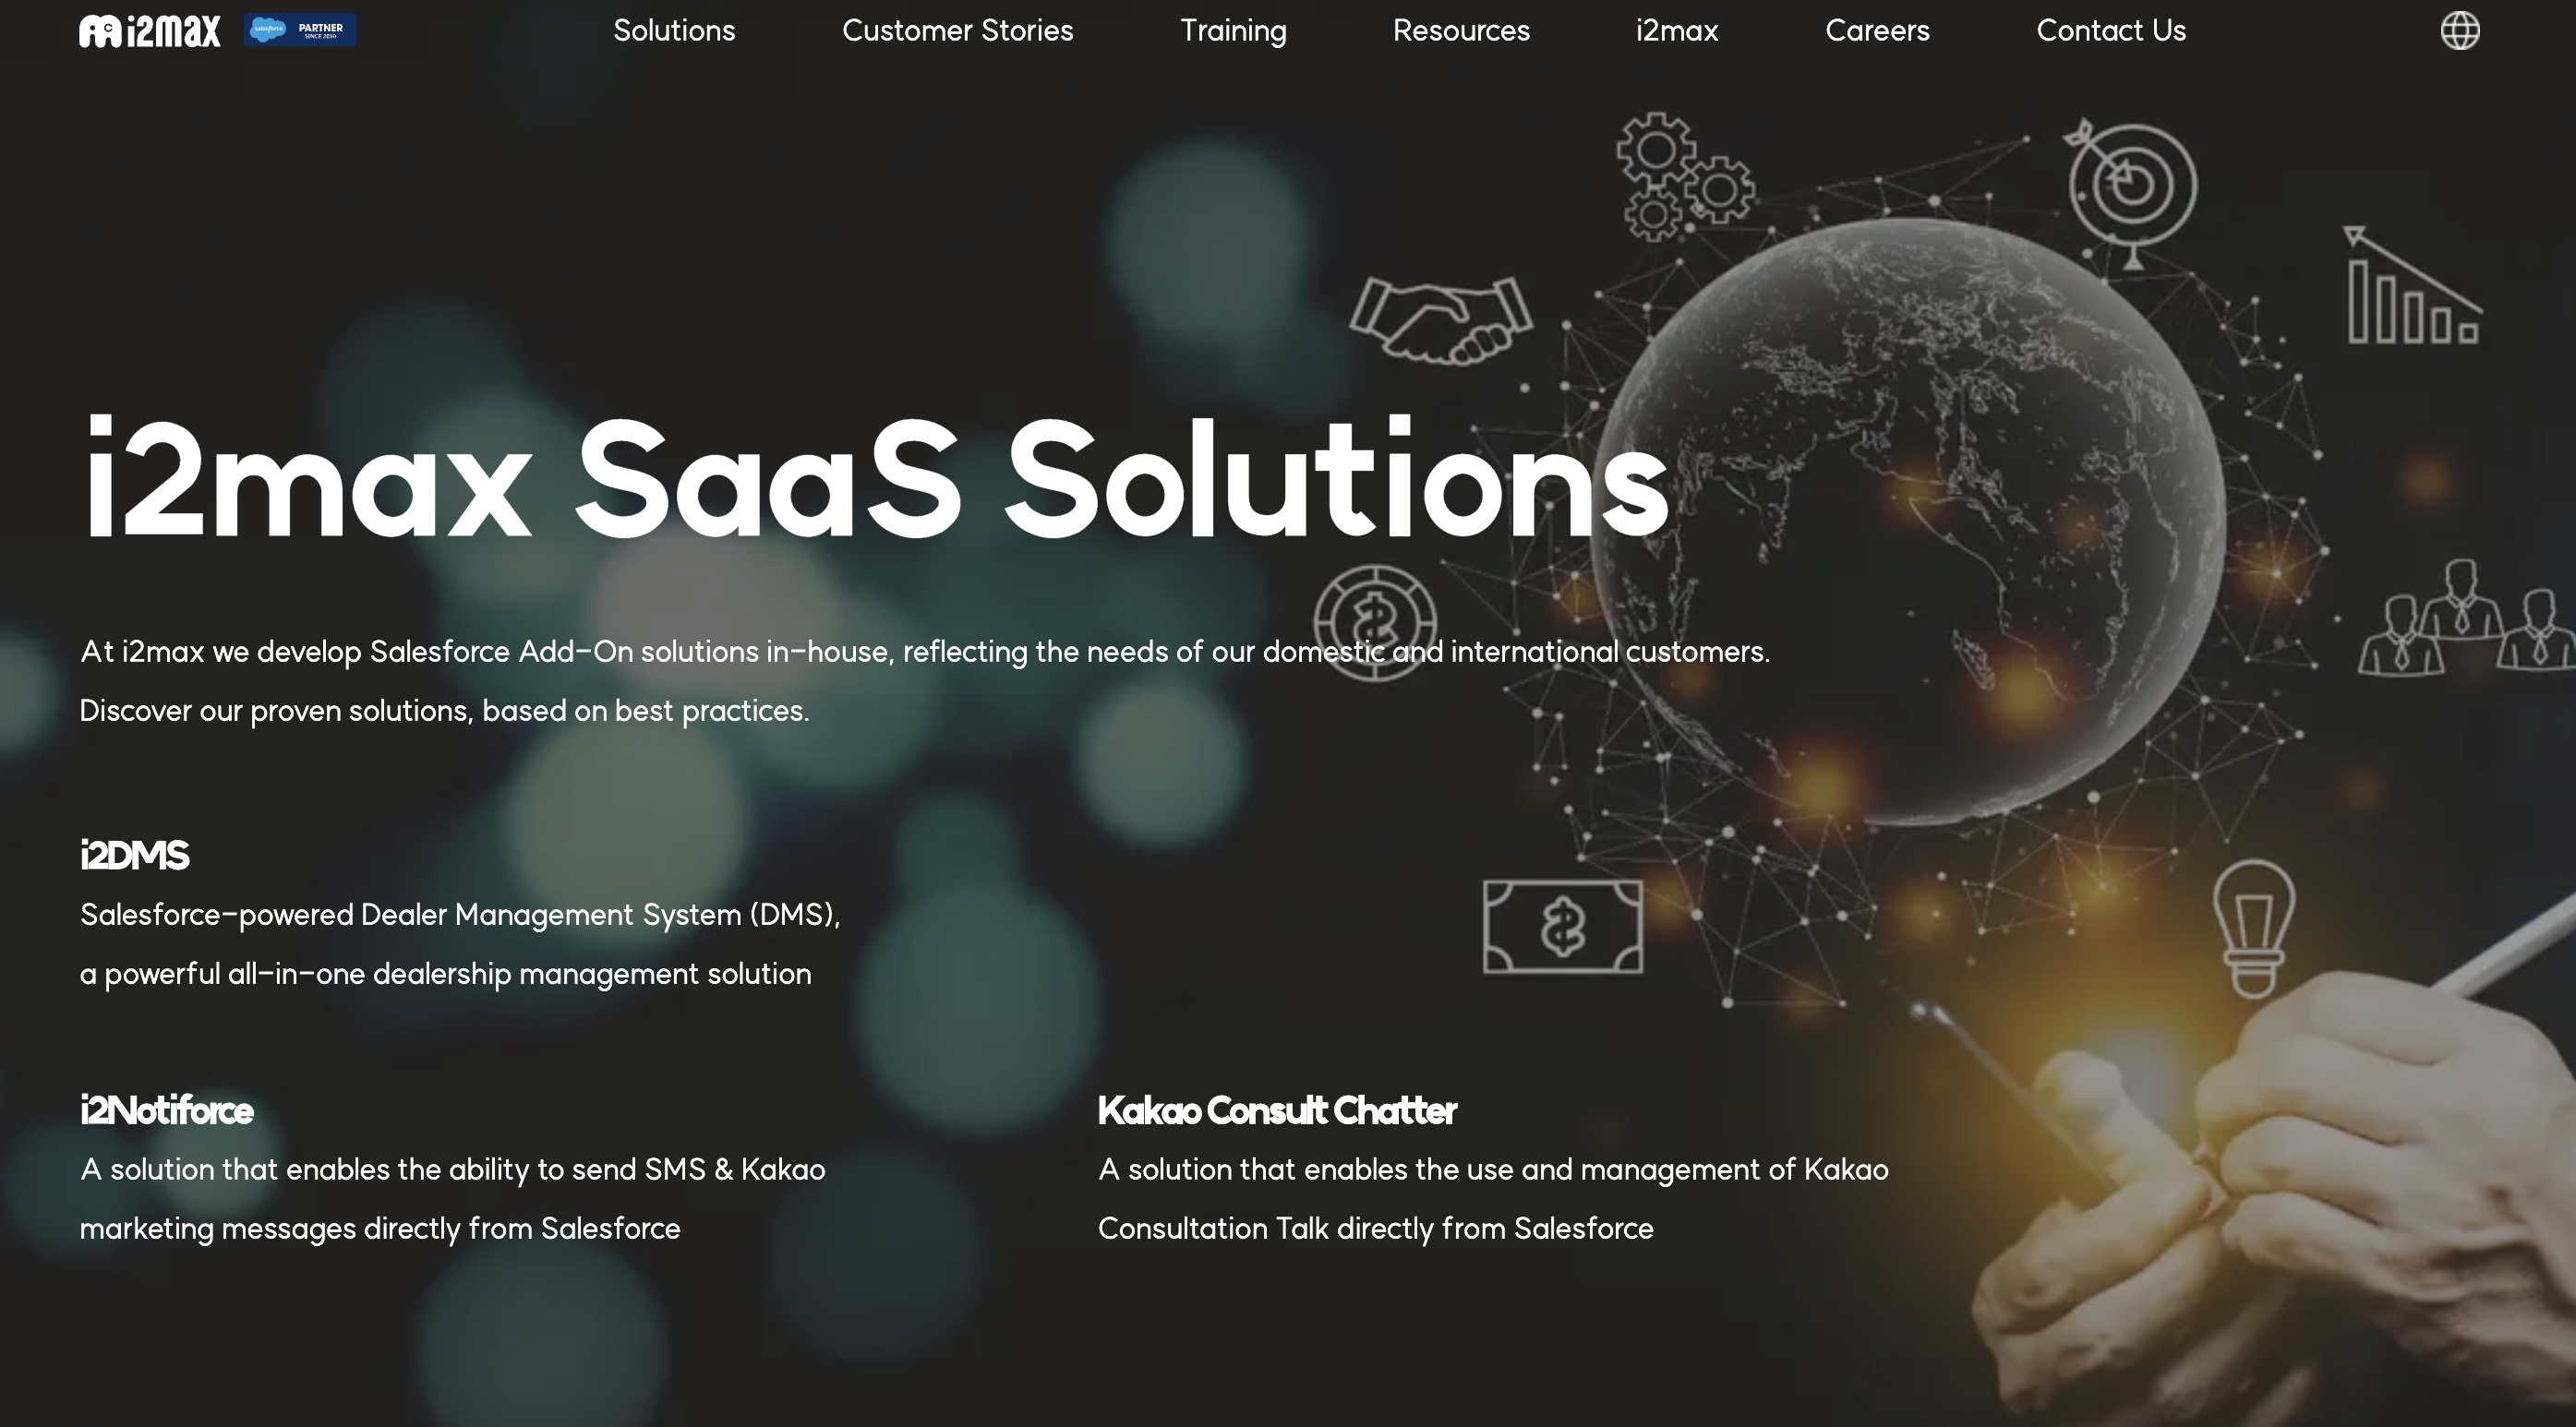 i2max
salesforce PARTNER
SINCE 2010
Solutions
Customer Stories
Training
Resources
i2max
Careers
Contact Us
i2max SaaS Solutions
At i2max we develop Salesforce Add-On solutions in-house, reflecting the needs of our domestic and international customers.
Discover our proven solutions, based on best practices.
i2DMS
Salesforce-powered Dealer Management System (DMS),
a powerful all-in-one dealership management solution
i2Notiforce
A solution that enables the ability to send SMS & Kakao
marketing messages directly from Salesforce
Kakao Consult Chatter
A solution that enables the use and management of Kakao
Consultation Talk directly from Salesforce